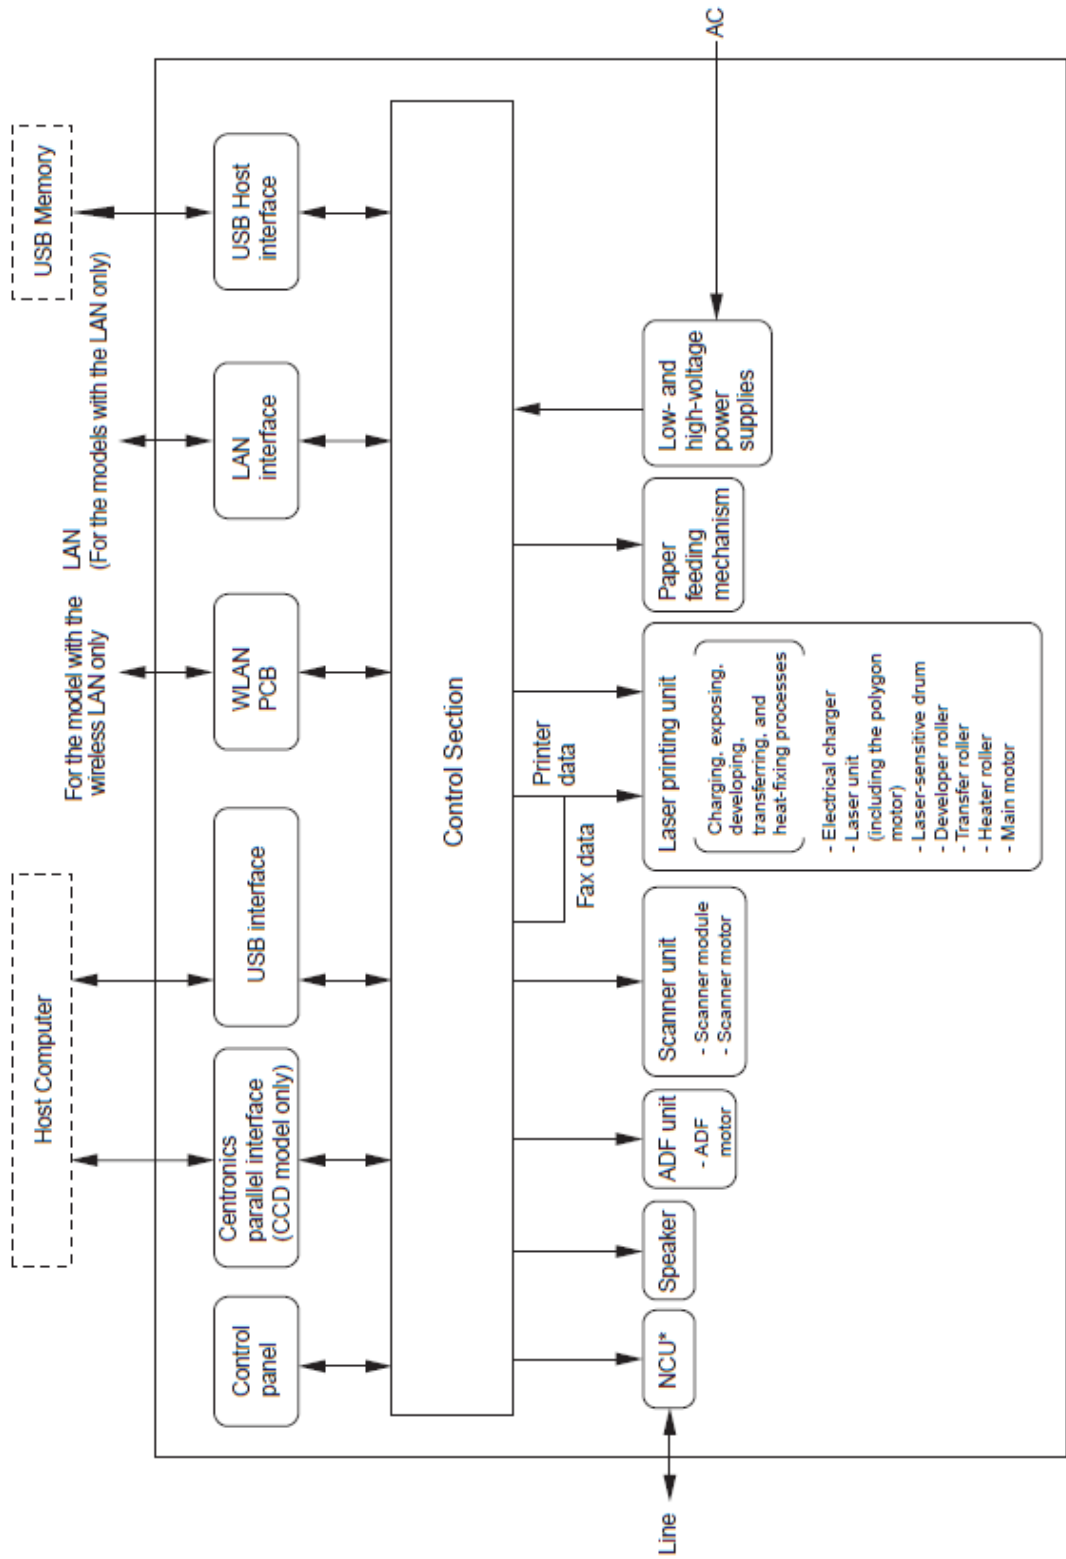 Host Computer
USB Memory
For the model with the
wireless LAN only
LAN
(For the models with the LAN only)
Control
panel
Centronics
parallel interface
(CCD model only)
USB interface
WLAN
PCB
LAN
interface
USB Host
interface
Control Section
Fax data
Printer
data
Line
NCU*
Speaker
ADF unit
- ADF
motor
Scanner unit
- Scanner module
- Scanner motor
Laser printing unit
Charging, exposing,
developing,
transferring, and
heat-fixing processes
- Electrical charger
- Laser unit
(including the polygon
motor)
- Laser-sensitive drum
- Developer roller
- Transfer roller
- Heater roller
- Main motor
Paper
feeding
mechanism
Low- and
high-voltage
power
supplies
AC